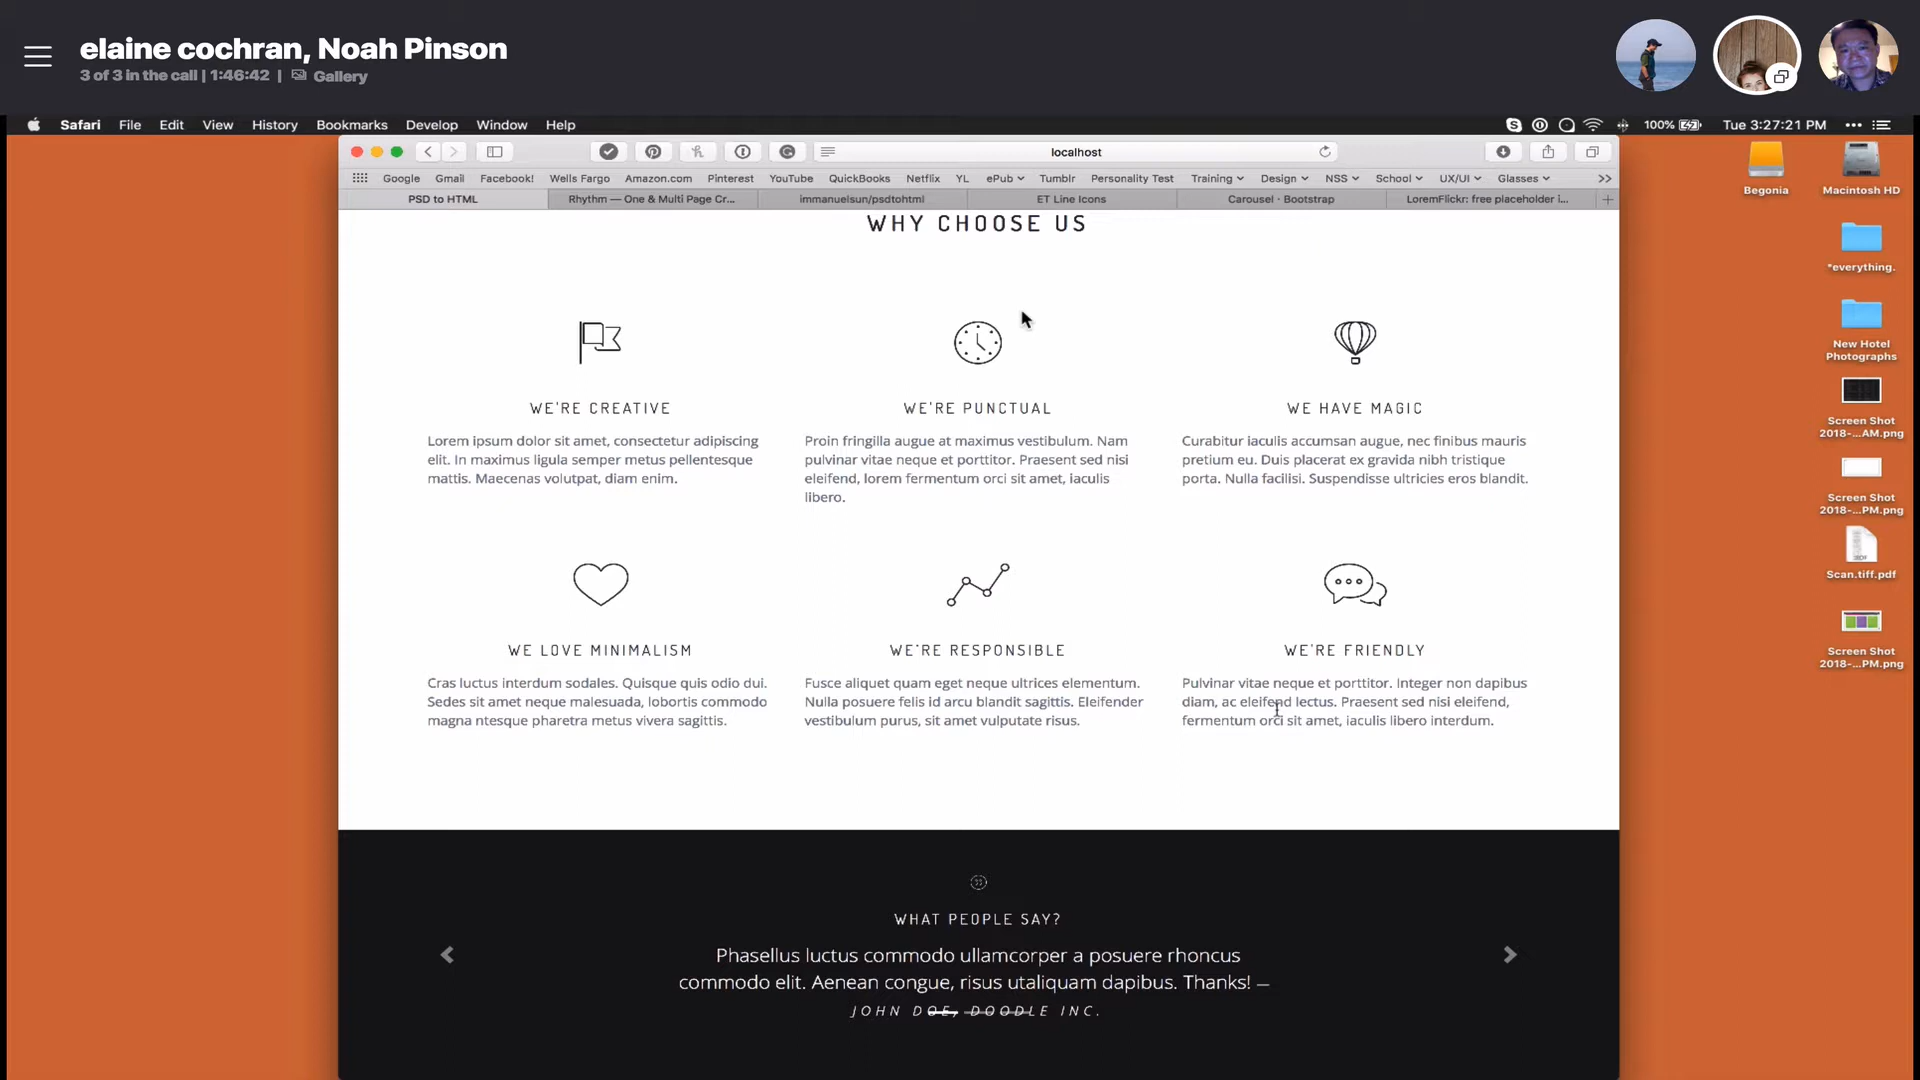 elaine cochran, Noah Pinson
3 of 3 in the call | 1:46:42 | Gallery
Safari File Edit View History Bookmarks Develop Window Help
100% Tue 3:27:21 PM
localhost
Google Gmail Facebook! Wells Fargo Amazon.com Pinterest YouTube QuickBooks Netflix YL ePub Tumblr Personality Test Training Design NSS School UX/UI Glasses >>
PSD to HTML Rhythm — One & Multi Page Cr... immanuelsun/psdtohtml ET Line Icons Carousel · Bootstrap LoremFlickr: free placeholder i... +
WHY CHOOSE US
WE'RE CREATIVE
Lorem ipsum dolor sit amet, consectetur adipiscing
elit. In maximus ligula semper metus pellentesque
mattis. Maecenas volutpat, diam enim.
WE'RE PUNCTUAL
Proin fringilla augue at maximus vestibulum. Nam
pulvinar vitae neque et porttitor. Praesent sed nisi
eleifend, lorem fermentum orci sit amet, iaculis
libero.
WE HAVE MAGIC
Curabitur iaculis accumsan augue, nec finibus mauris
pretium eu. Duis placerat ex gravida nibh tristique
porta. Nulla facilisi. Suspendisse ultricies eros blandit.
WE LOVE MINIMALISM
Cras luctus interdum sodales. Quisque quis odio dui.
Sedes sit amet neque malesuada, lobortis commodo
magna ntesque pharetra metus vivera sagittis.
WE'RE RESPONSIBLE
Fusce aliquet quam eget neque ultrices elementum.
Nulla posuere felis id arcu blandit sagittis. Eleifender
vestibulum purus, sit amet vulputate risus.
WE'RE FRIENDLY
Pulvinar vitae neque et porttitor. Integer non dapibus
diam, ac eleifend lectus. Praesent sed nisi eleifend,
fermentum orci sit amet, iaculis libero interdum.
WHAT PEOPLE SAY?
Phasellus luctus commodo ullamcorper a posuere rhoncus
commodo elit. Aenean congue, risus utaliquam dapibus. Thanks! —
JOHN DOE, DOODLE INC.
Begonia
Macintosh HD
*everything.
New Hotel
Photographs
Screen Shot
2018-...AM.png
Screen Shot
2018-...PM.png
Scan.tiff.pdf
Screen Shot
2018-...PM.png